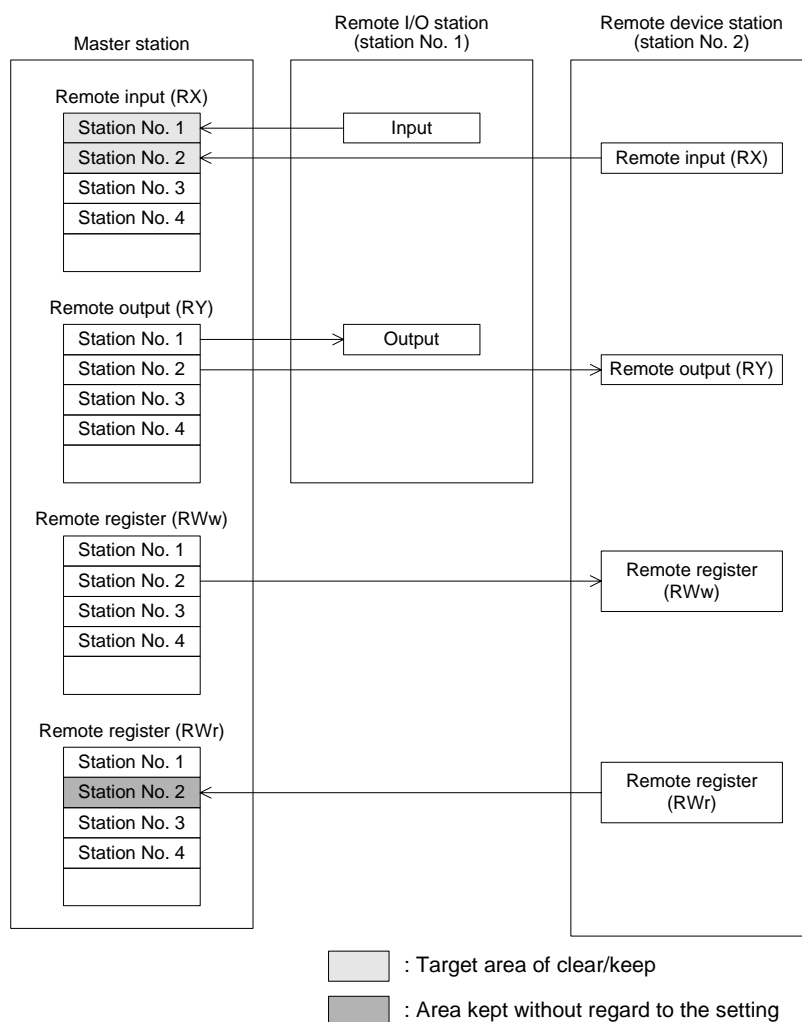 Master station
Remote I/O station
(station No. 1)
Remote device station
(station No. 2)
Remote input (RX)
Station No. 1
Station No. 2
Station No. 3
Station No. 4
Input
Remote input (RX)
Remote output (RY)
Station No. 1
Station No. 2
Station No. 3
Station No. 4
Output
Remote output (RY)
Remote register (RWw)
Station No. 1
Station No. 2
Station No. 3
Station No. 4
Remote register
(RWw)
Remote register (RWr)
Station No. 1
Station No. 2
Station No. 3
Station No. 4
Remote register
(RWr)
: Target area of clear/keep
: Area kept without regard to the setting